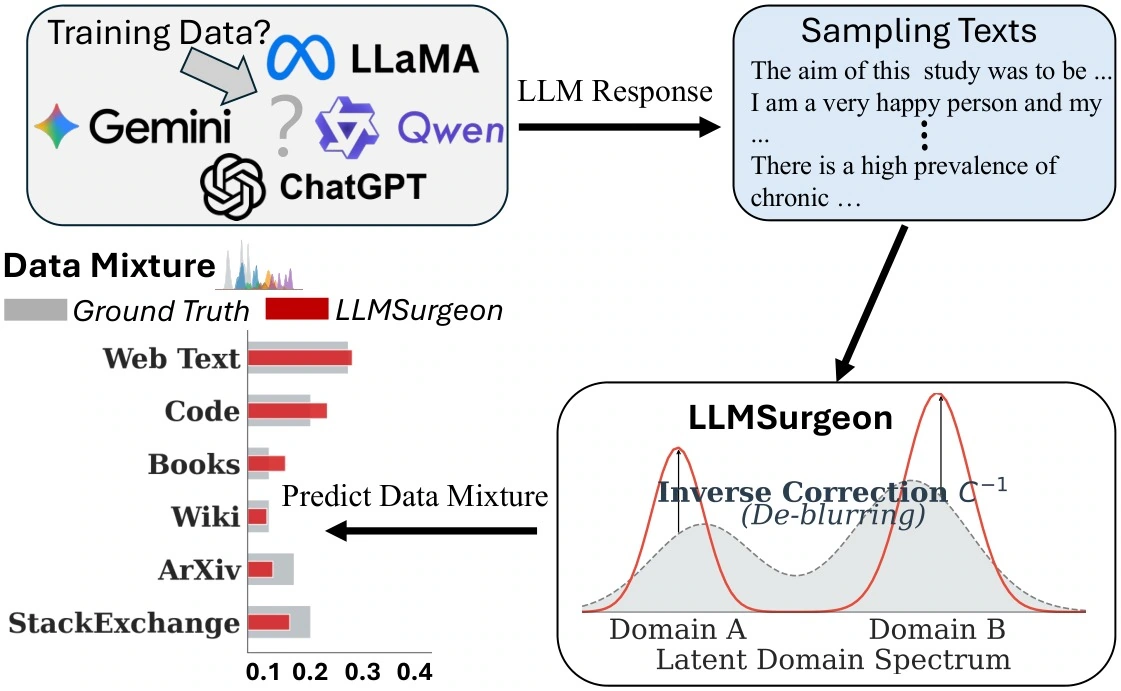 Training Data?
LLaMA
Gemini
?
Qwen
ChatGPT
LLM Response
Sampling Texts
The aim of this study was to be ...
I am a very happy person and my
...
⋮
There is a high prevalence of
chronic …
Data Mixture
Ground Truth
LLMSurgeon
Web Text
Code
Books
Wiki
ArXiv
StackExchange
0.1 0.2 0.3 0.4
Predict Data Mixture
LLMSurgeon
Inverse Correction C⁻¹
(De-blurring)
Domain A
Domain B
Latent Domain Spectrum